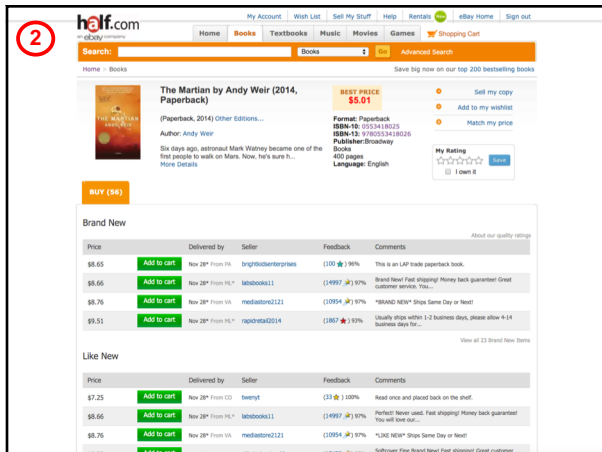 2
half.com
an ebay company
My Account Wish List Sell My Stuff Help Rentals eBay Home Sign out
Home Books Textbooks Music Movies Games Shopping Cart
Search: Books Go Advanced Search
Home > Books Save big now on our top 200 bestselling books
THE MARTIAN
ANDY WEIR
The Martian by Andy Weir (2014,
Paperback)
(Paperback, 2014) Other Editions...
Author: Andy Weir
Six days ago, astronaut Mark Watney became one of the
first people to walk on Mars. Now, he's sure h...
More Details
BEST PRICE
$5.01
Format: Paperback
ISBN-10: 0553418025
ISBN-13: 9780553418026
Publisher:Broadway
Books
400 pages
Language: English
Sell my copy
Add to my wishlist
Match my price
My Rating
Save
I own it
BUY (56)
Brand New
About our quality ratings
Price Delivered by Seller Feedback Comments
$8.65 Add to cart Nov 28* From PA brightkidsenterprises (100) 96% This is an LAP trade paperback book.
$8.66 Add to cart Nov 28* From ML* labsbooks11 (14997) 97% Brand New! Fast shipping! Money back guarantee! Great
customer service. You...
$8.76 Add to cart Nov 28* From VA mediastore2121 (10954) 97% *BRAND NEW* Ships Same Day or Next!
$9.51 Add to cart Nov 28* From ML* rapidretail2014 (1867) 93% Usually ships within 1-2 business days, please allow 4-14
business days for...
View all 23 Brand New Items
Like New
Price Delivered by Seller Feedback Comments
$7.25 Add to cart Nov 28* From CO twenyt (33) 100% Read once and placed back on the shelf.
$8.66 Add to cart Nov 28* From ML* labsbooks11 (14997) 97% Perfect! Never used. Fast shipping! Money back guarantee!
You will love our...
$8.76 Add to cart Nov 28* From VA mediastore2121 (10954) 97% *LIKE NEW* Ships Same Day or Next!
Softcover Fine Brand New! Fast shipping! Great customer